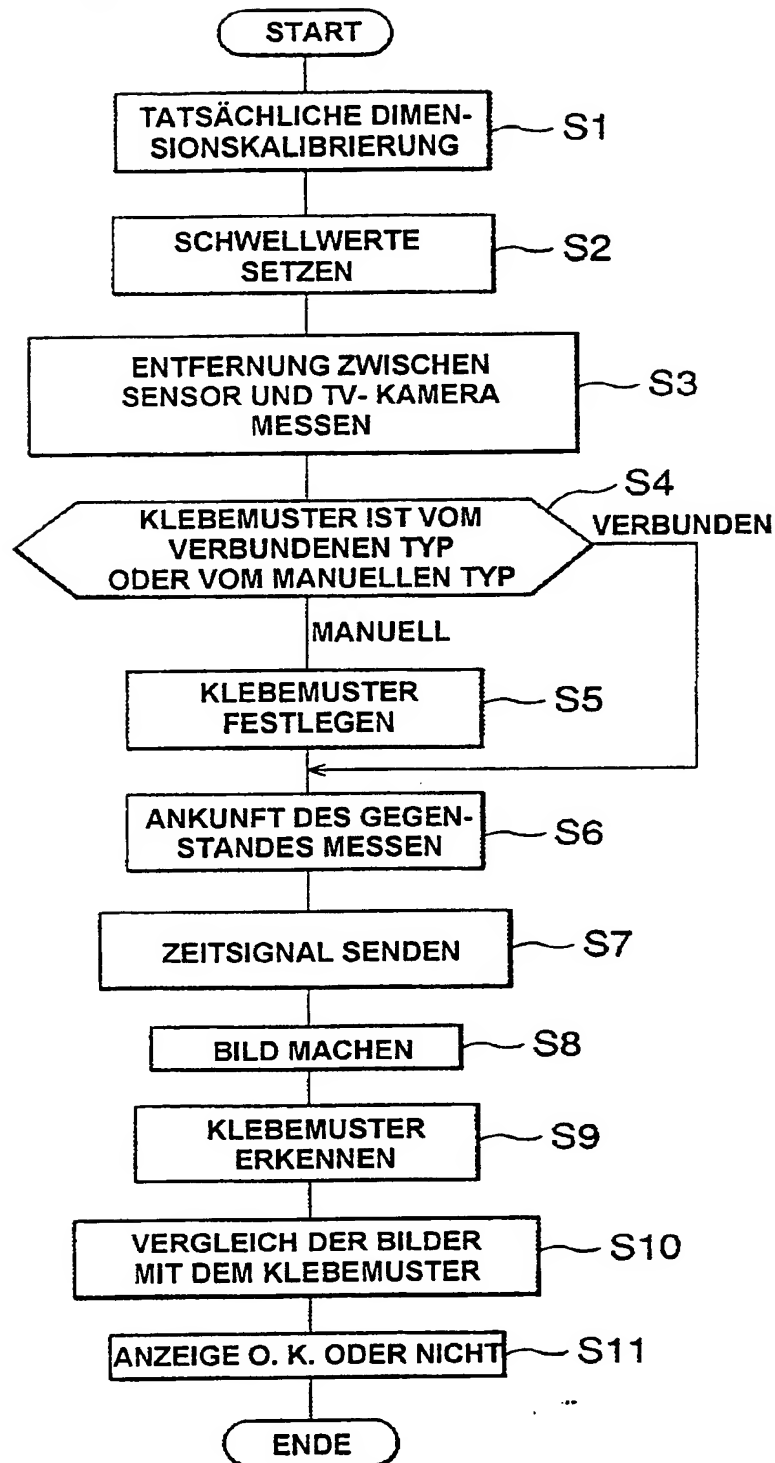 START
TATSÄCHLICHE DIMEN-
SIONSKALIBRIERUNG
S1
SCHWELLWERTE
SETZEN
S2
ENTFERNUNG ZWISCHEN
SENSOR UND TV- KAMERA
MESSEN
S3
S4
KLEBEMUSTER IST VOM
VERBUNDENEN TYP
ODER VOM MANUELLEN TYP
VERBUNDEN
MANUELL
KLEBEMUSTER
FESTLEGEN
S5
ANKUNFT DES GEGEN-
STANDES MESSEN
S6
ZEITSIGNAL SENDEN
S7
BILD MACHEN
S8
KLEBEMUSTER
ERKENNEN
S9
VERGLEICH DER BILDER
MIT DEM KLEBEMUSTER
S10
ANZEIGE O. K. ODER NICHT
S11
ENDE